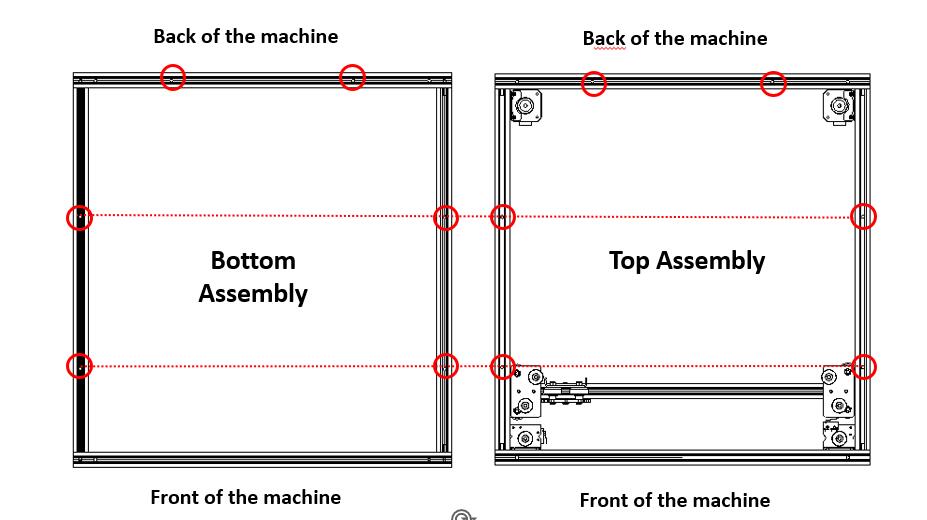 Back of the machine
Back of the machine
Bottom
Assembly
Top Assembly
Front of the machine
Front of the machine